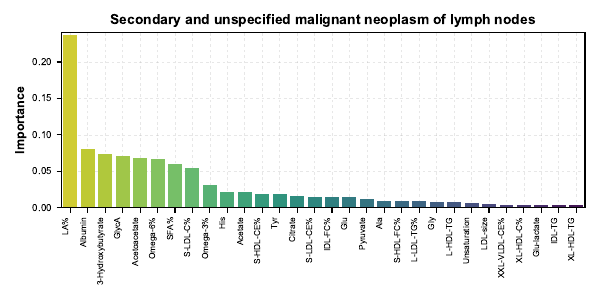 Secondary and unspecified malignant neoplasm of lymph nodes
Importance
0.20
0.15
0.10
0.05
0.00
LA%
Albumin
3-Hydroxybutyrate
GlycA
Acetoacetate
Omega-6%
SFA%
S-LDL-C%
Omega-3%
His
Acetate
S-HDL-CE%
Tyr
Citrate
S-LDL-CE%
IDL-FC%
Glu
Pyruvate
Ala
S-HDL-FC%
L-LDL-TG%
Gly
L-HDL-TG
Unsaturation
LDL-size
XXL-VLDL-CE%
XL-HDL-C%
Glu-lactate
IDL-TG
XL-HDL-TG